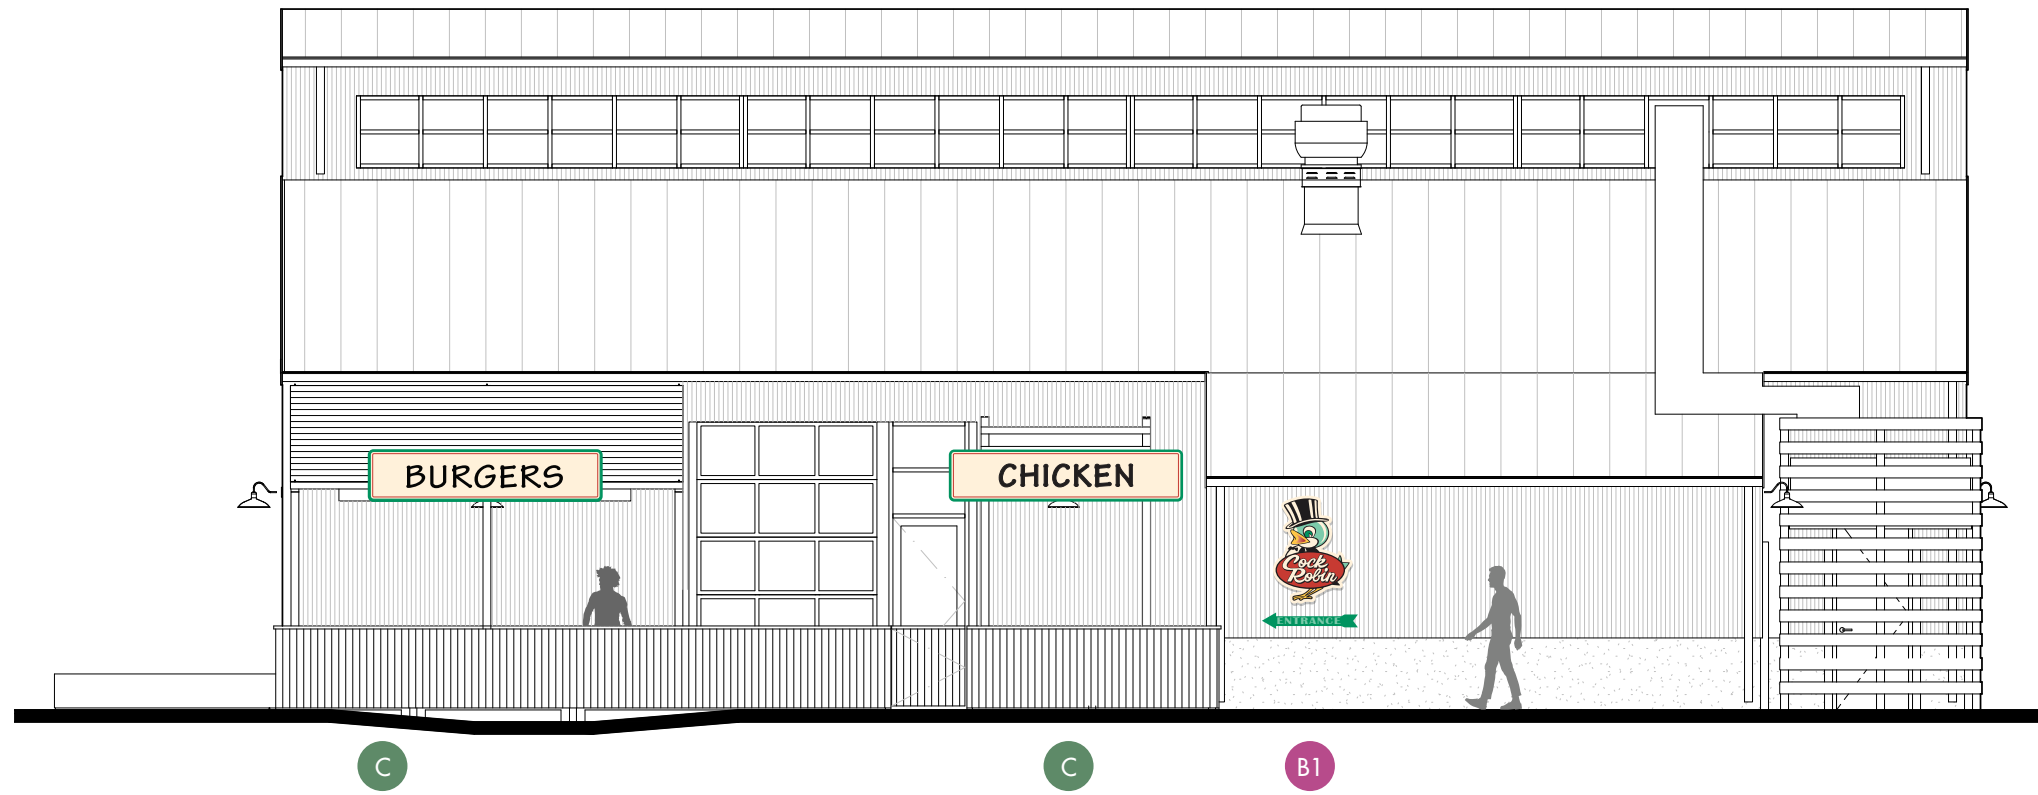 BURGERS
CHICKEN
Cock
Robin
ENTRANCE
C
C
B1